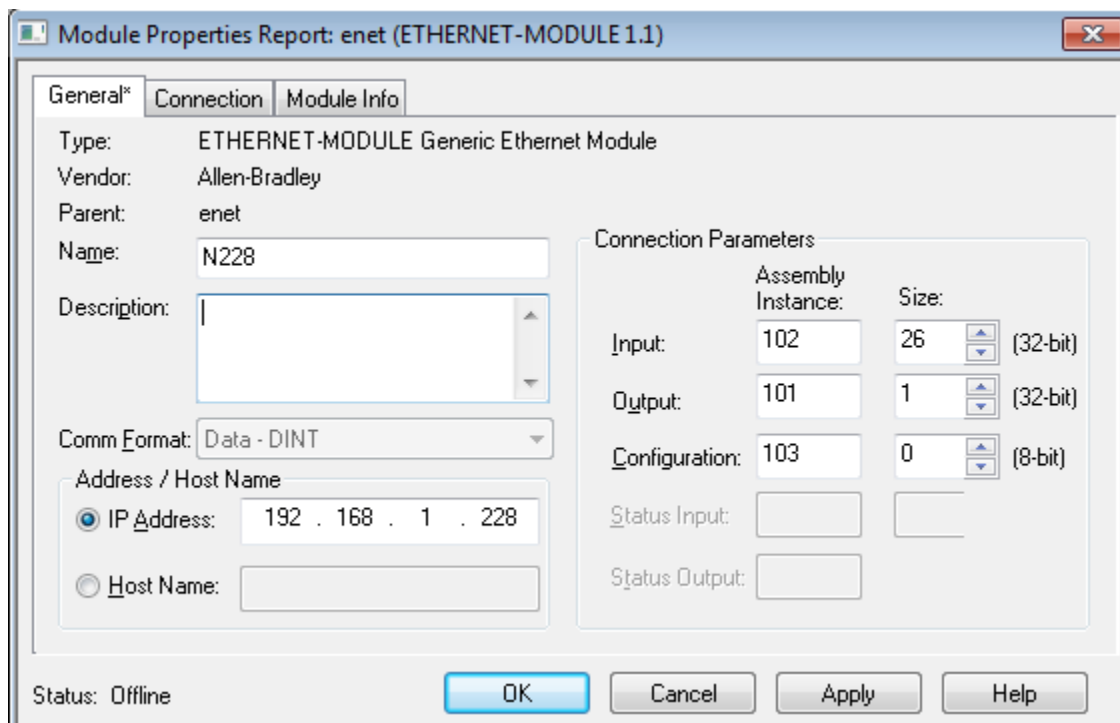 Module Properties Report: enet (ETHERNET-MODULE 1.1)
General* Connection Module Info
Type: ETHERNET-MODULE Generic Ethernet Module
Vendor: Allen-Bradley
Parent: enet
Name: N228
Description:
Comm Format: Data - DINT
Address / Host Name
IP Address: 192 . 168 . 1 . 228
Host Name:
Connection Parameters
Assembly
Instance: Size:
Input: 102 26 (32-bit)
Output: 101 1 (32-bit)
Configuration: 103 0 (8-bit)
Status Input:
Status Output:
Status: Offline OK Cancel Apply Help